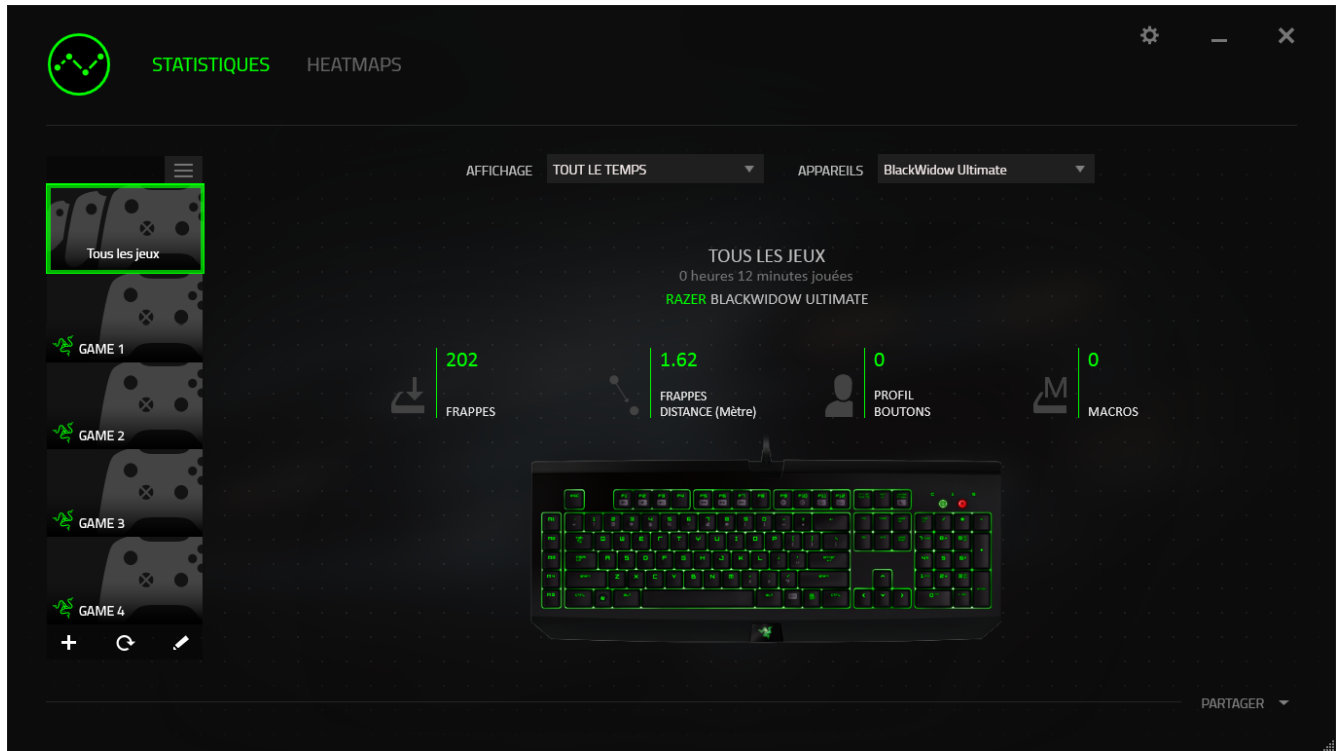 STATISTIQUES HEATMAPS
AFFICHAGE TOUT LE TEMPS APPAREILS BlackWidow Ultimate
Tous les jeux
GAME 1
GAME 2
GAME 3
GAME 4
TOUS LES JEUX
0 heures 12 minutes jouées
RAZER BLACKWIDOW ULTIMATE
202
FRAPPES
1.62
FRAPPES
DISTANCE (Mètre)
0
PROFIL
BOUTONS
M
0
MACROS
PARTAGER